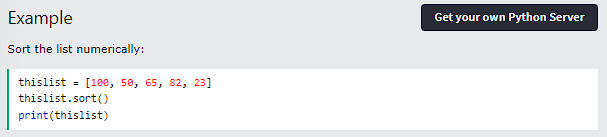 Example
Get your own Python Server
Sort the list numerically:
thislist = [100, 50, 65, 82, 23]
thislist.sort()
print(thislist)